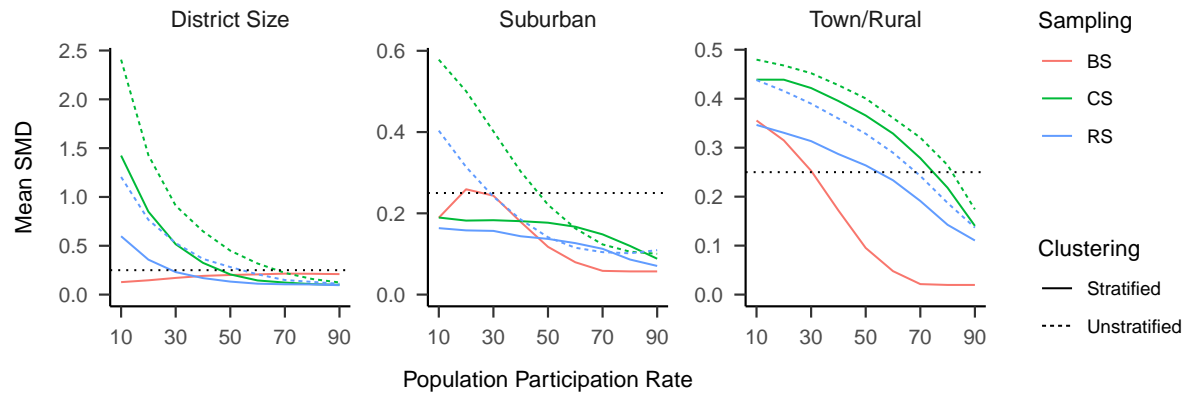 District Size
Suburban
Town/Rural
Mean SMD
2.5
2.0
1.5
1.0
0.5
0.0
10 30 50 70 90
0.6
0.4
0.2
0.0
10 30 50 70 90
0.5
0.4
0.3
0.2
0.1
0.0
10 30 50 70 90
Population Participation Rate
Sampling
BS
CS
RS
Clustering
Stratified
Unstratified